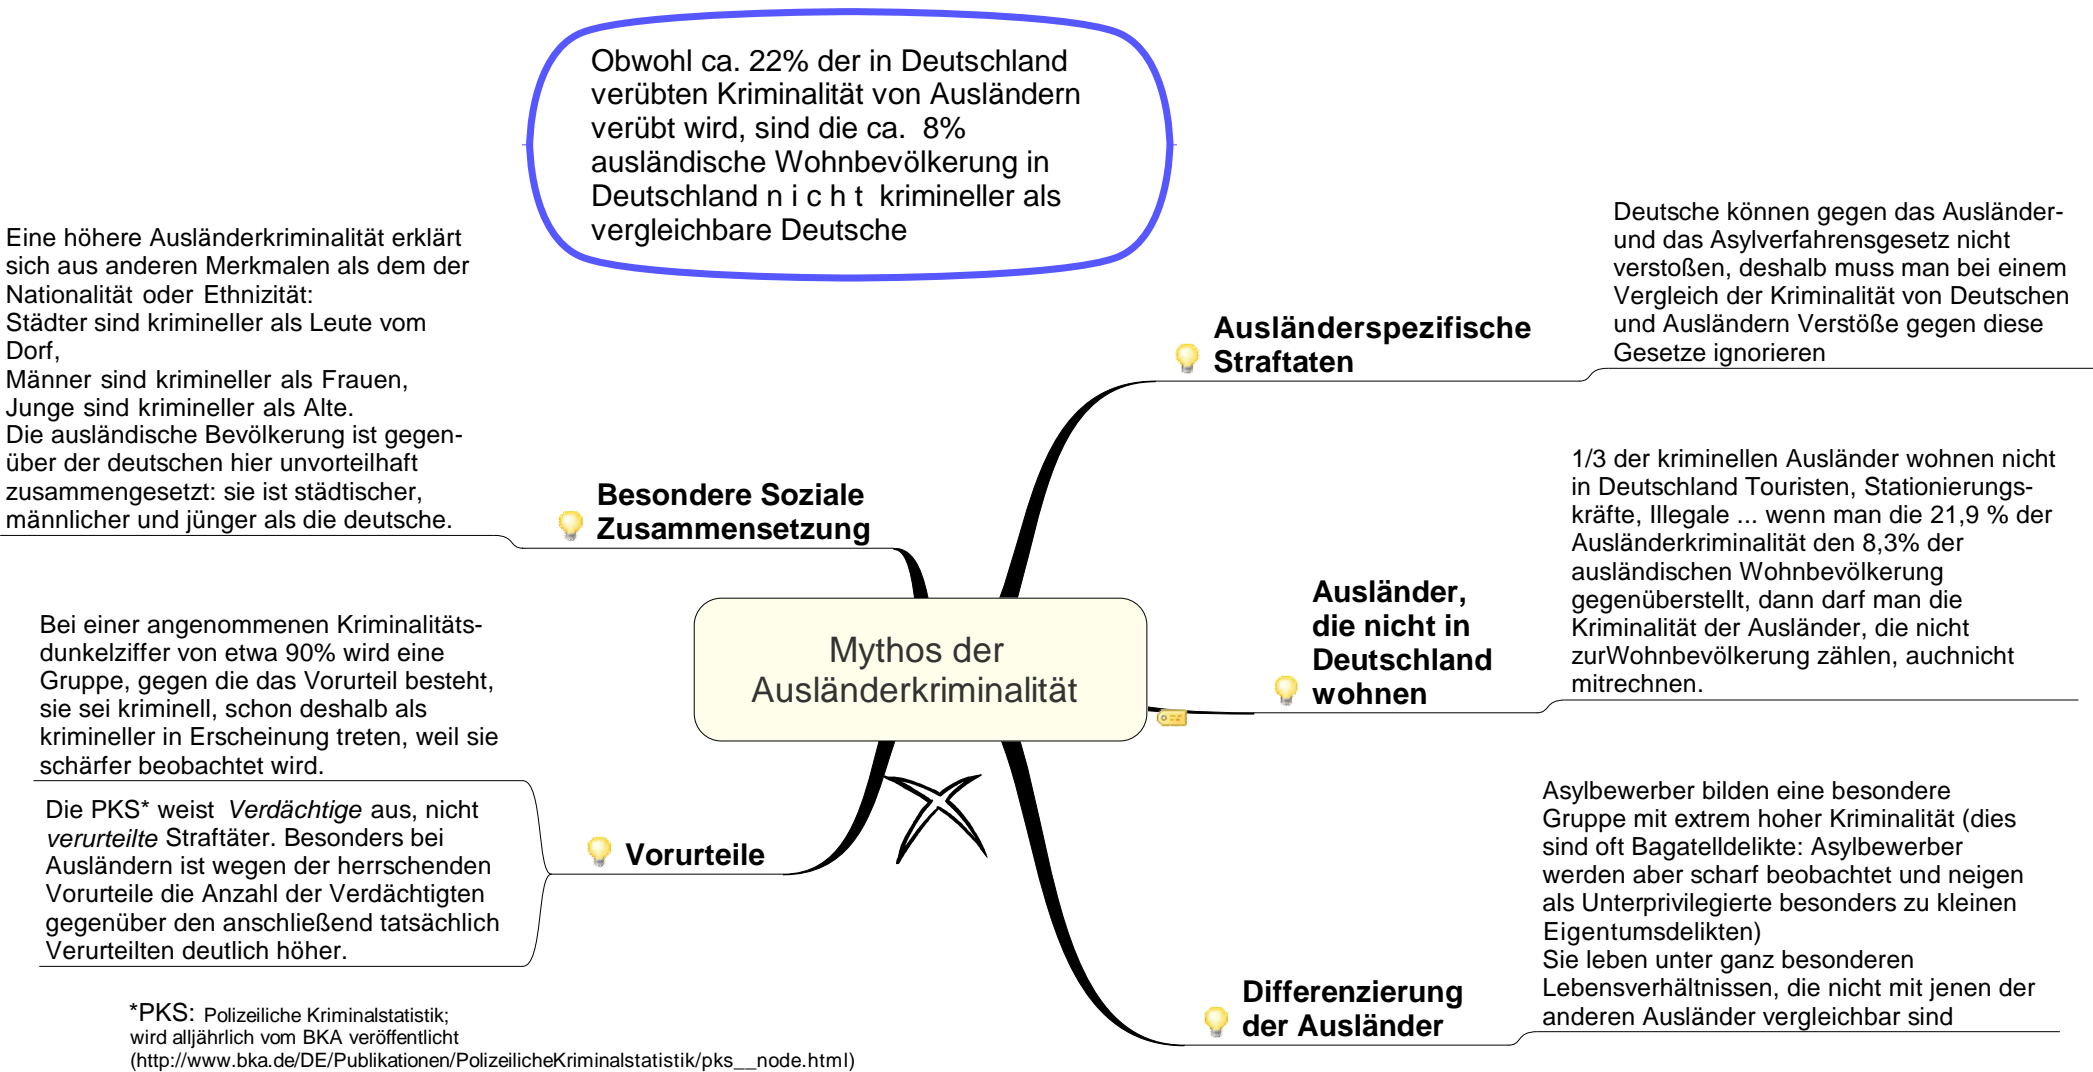 Obwohl ca. 22% der in Deutschland
verübten Kriminalität von Ausländern
verübt wird, sind die ca.  8%
ausländische Wohnbevölkerung in
Deutschland n i c h t  krimineller als
vergleichbare Deutsche
Eine höhere Ausländerkriminalität erklärt
sich aus anderen Merkmalen als dem der
Nationalität oder Ethnizität:
Städter sind krimineller als Leute vom
Dorf,
Männer sind krimineller als Frauen,
Junge sind krimineller als Alte.
Die ausländische Bevölkerung ist gegen-
über der deutschen hier unvorteilhaft
zusammengesetzt: sie ist städtischer,
männlicher und jünger als die deutsche.
Besondere Soziale
Zusammensetzung
Bei einer angenommenen Kriminalitäts-
dunkelziffer von etwa 90% wird eine
Gruppe, gegen die das Vorurteil besteht,
sie sei kriminell, schon deshalb als
krimineller in Erscheinung treten, weil sie
schärfer beobachtet wird.
Die PKS* weist  Verdächtige aus, nicht
verurteilte Straftäter. Besonders bei
Ausländern ist wegen der herrschenden
Vorurteile die Anzahl der Verdächtigten
gegenüber den anschließend tatsächlich
Verurteilten deutlich höher.
Vorurteile
*PKS: Polizeiliche Kriminalstatistik;
wird alljährlich vom BKA veröffentlicht
(http://www.bka.de/DE/Publikationen/PolizeilicheKriminalstatistik/pks__node.html)
Mythos der
Ausländerkriminalität
Ausländerspezifische
Straftaten
Deutsche können gegen das Ausländer-
und das Asylverfahrensgesetz nicht
verstoßen, deshalb muss man bei einem
Vergleich der Kriminalität von Deutschen
und Ausländern Verstöße gegen diese
Gesetze ignorieren
Ausländer,
die nicht in
Deutschland
wohnen
1/3 der kriminellen Ausländer wohnen nicht
in Deutschland Touristen, Stationierungs-
kräfte, Illegale ... wenn man die 21,9 % der
Ausländerkriminalität den 8,3% der
ausländischen Wohnbevölkerung
gegenüberstellt, dann darf man die
Kriminalität der Ausländer, die nicht
zurWohnbevölkerung zählen, auchnicht
mitrechnen.
Differenzierung
der Ausländer
Asylbewerber bilden eine besondere
Gruppe mit extrem hoher Kriminalität (dies
sind oft Bagatelldelikte: Asylbewerber
werden aber scharf beobachtet und neigen
als Unterprivilegierte besonders zu kleinen
Eigentumsdelikten)
Sie leben unter ganz besonderen
Lebensverhältnissen, die nicht mit jenen der
anderen Ausländer vergleichbar sind